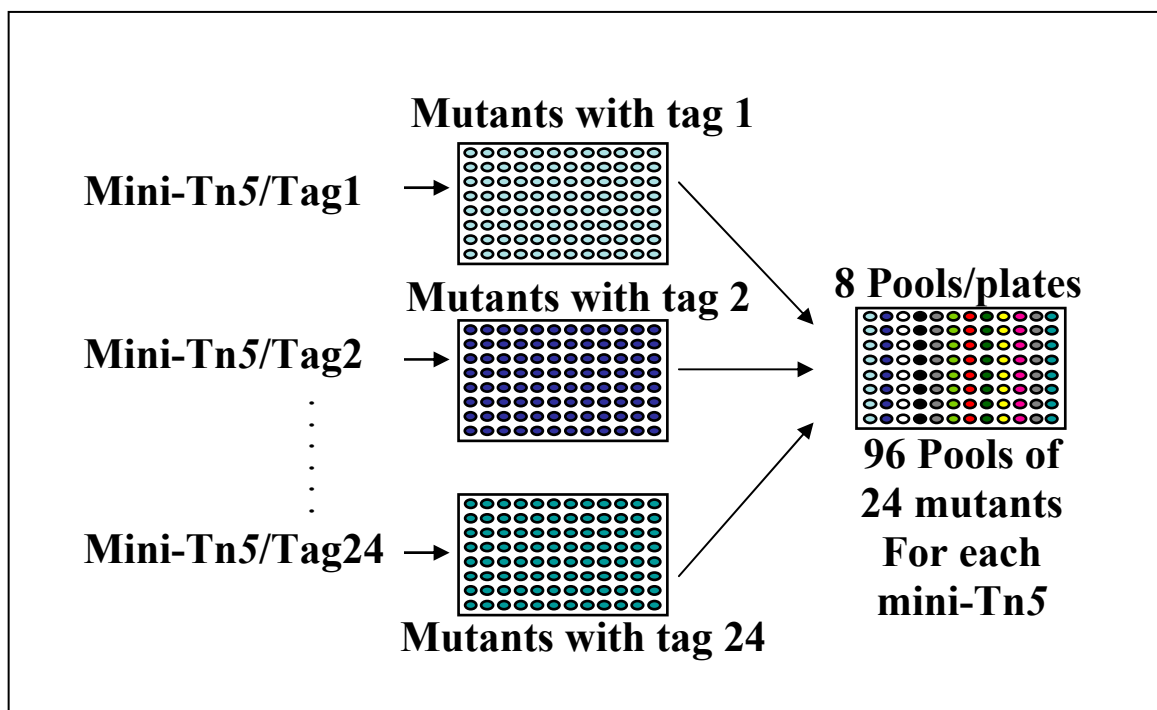 Mutants with tag 1
Mini-Tn5/Tag1
8 Pools/plates
Mutants with tag 2
Mini-Tn5/Tag2
96 Pools of
24 mutants
For each
mini-Tn5
Mini-Tn5/Tag24
Mutants with tag 24